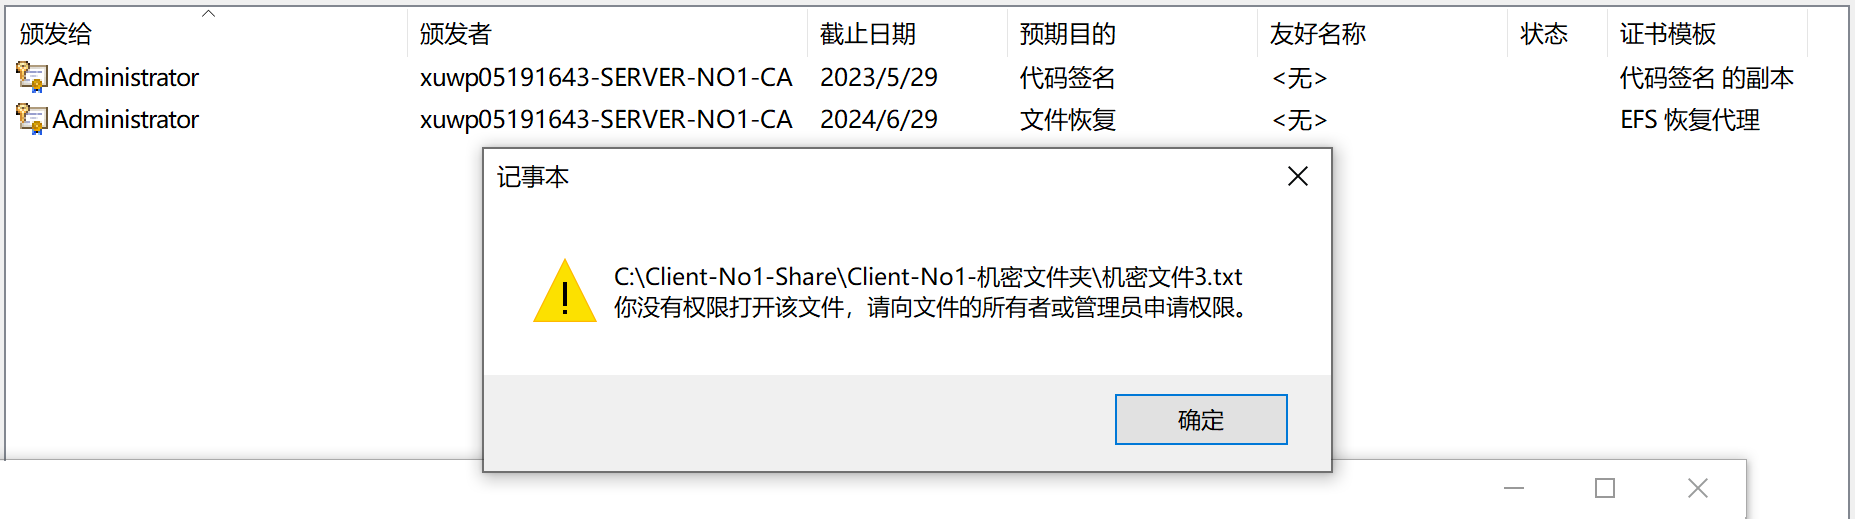 颁发给 颁发者 截止日期 预期目的 友好名称 状态 证书模板
Administrator xuwp05191643-SERVER-NO1-CA 2023/5/29 代码签名 <无> 代码签名 的副本
Administrator xuwp05191643-SERVER-NO1-CA 2024/6/29 文件恢复 <无> EFS 恢复代理
记事本
C:\Client-No1-Share\Client-No1-机密文件夹\机密文件3.txt
你没有权限打开该文件，请向文件的所有者或管理员申请权限。
确定